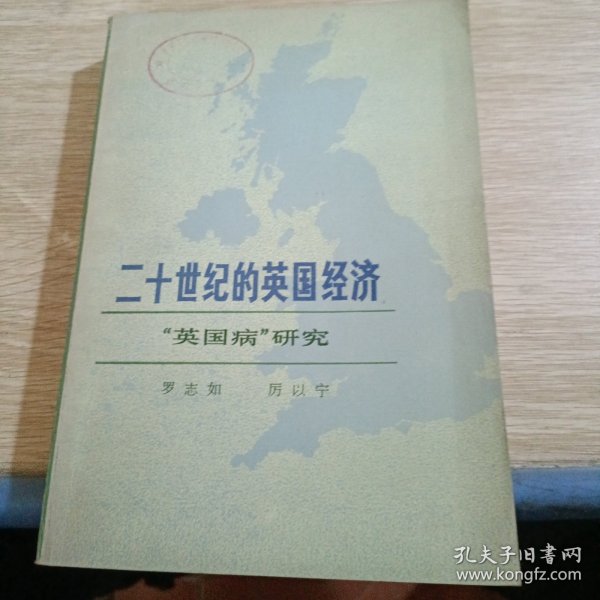 二十世纪的英国经济
“英国病”研究
罗志如 厉以宁
孔夫子旧书网
www.kongfz.com